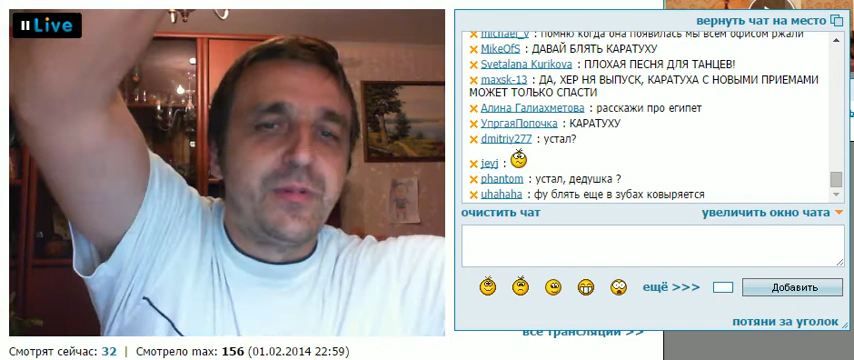 Live
вернуть чат на место
michael_v : помню когда она появилась мы всем офисом ржали
MikeOfS : ДАВАЙ БЛЯТЬ КАРАТУХУ
Svetalana Kurikova : ПЛОХАЯ ПЕСНЯ ДЛЯ ТАНЦЕВ!
maxsk-13 : ДА, ХЕР НЯ ВЫПУСК, КАРАТУХА С НОВЫМИ ПРИЕМАМИ
МОЖЕТ ТОЛЬКО СПАСТИ
Алина Галиахметова : расскажи про египет
УпргаяПопочка : КАРАТУХУ
dmitriy277 : устал?
jeyj :
phantom : устал, дедушка ?
uhahaha : фу блять еще в зубах ковыряется
очистить чат
увеличить окно чата
ещё >>>
Добавить
потяни за уголок
все трансляции >>
Смотрят сейчас: 32 | Смотрело max: 156 (01.02.2014 22:59)